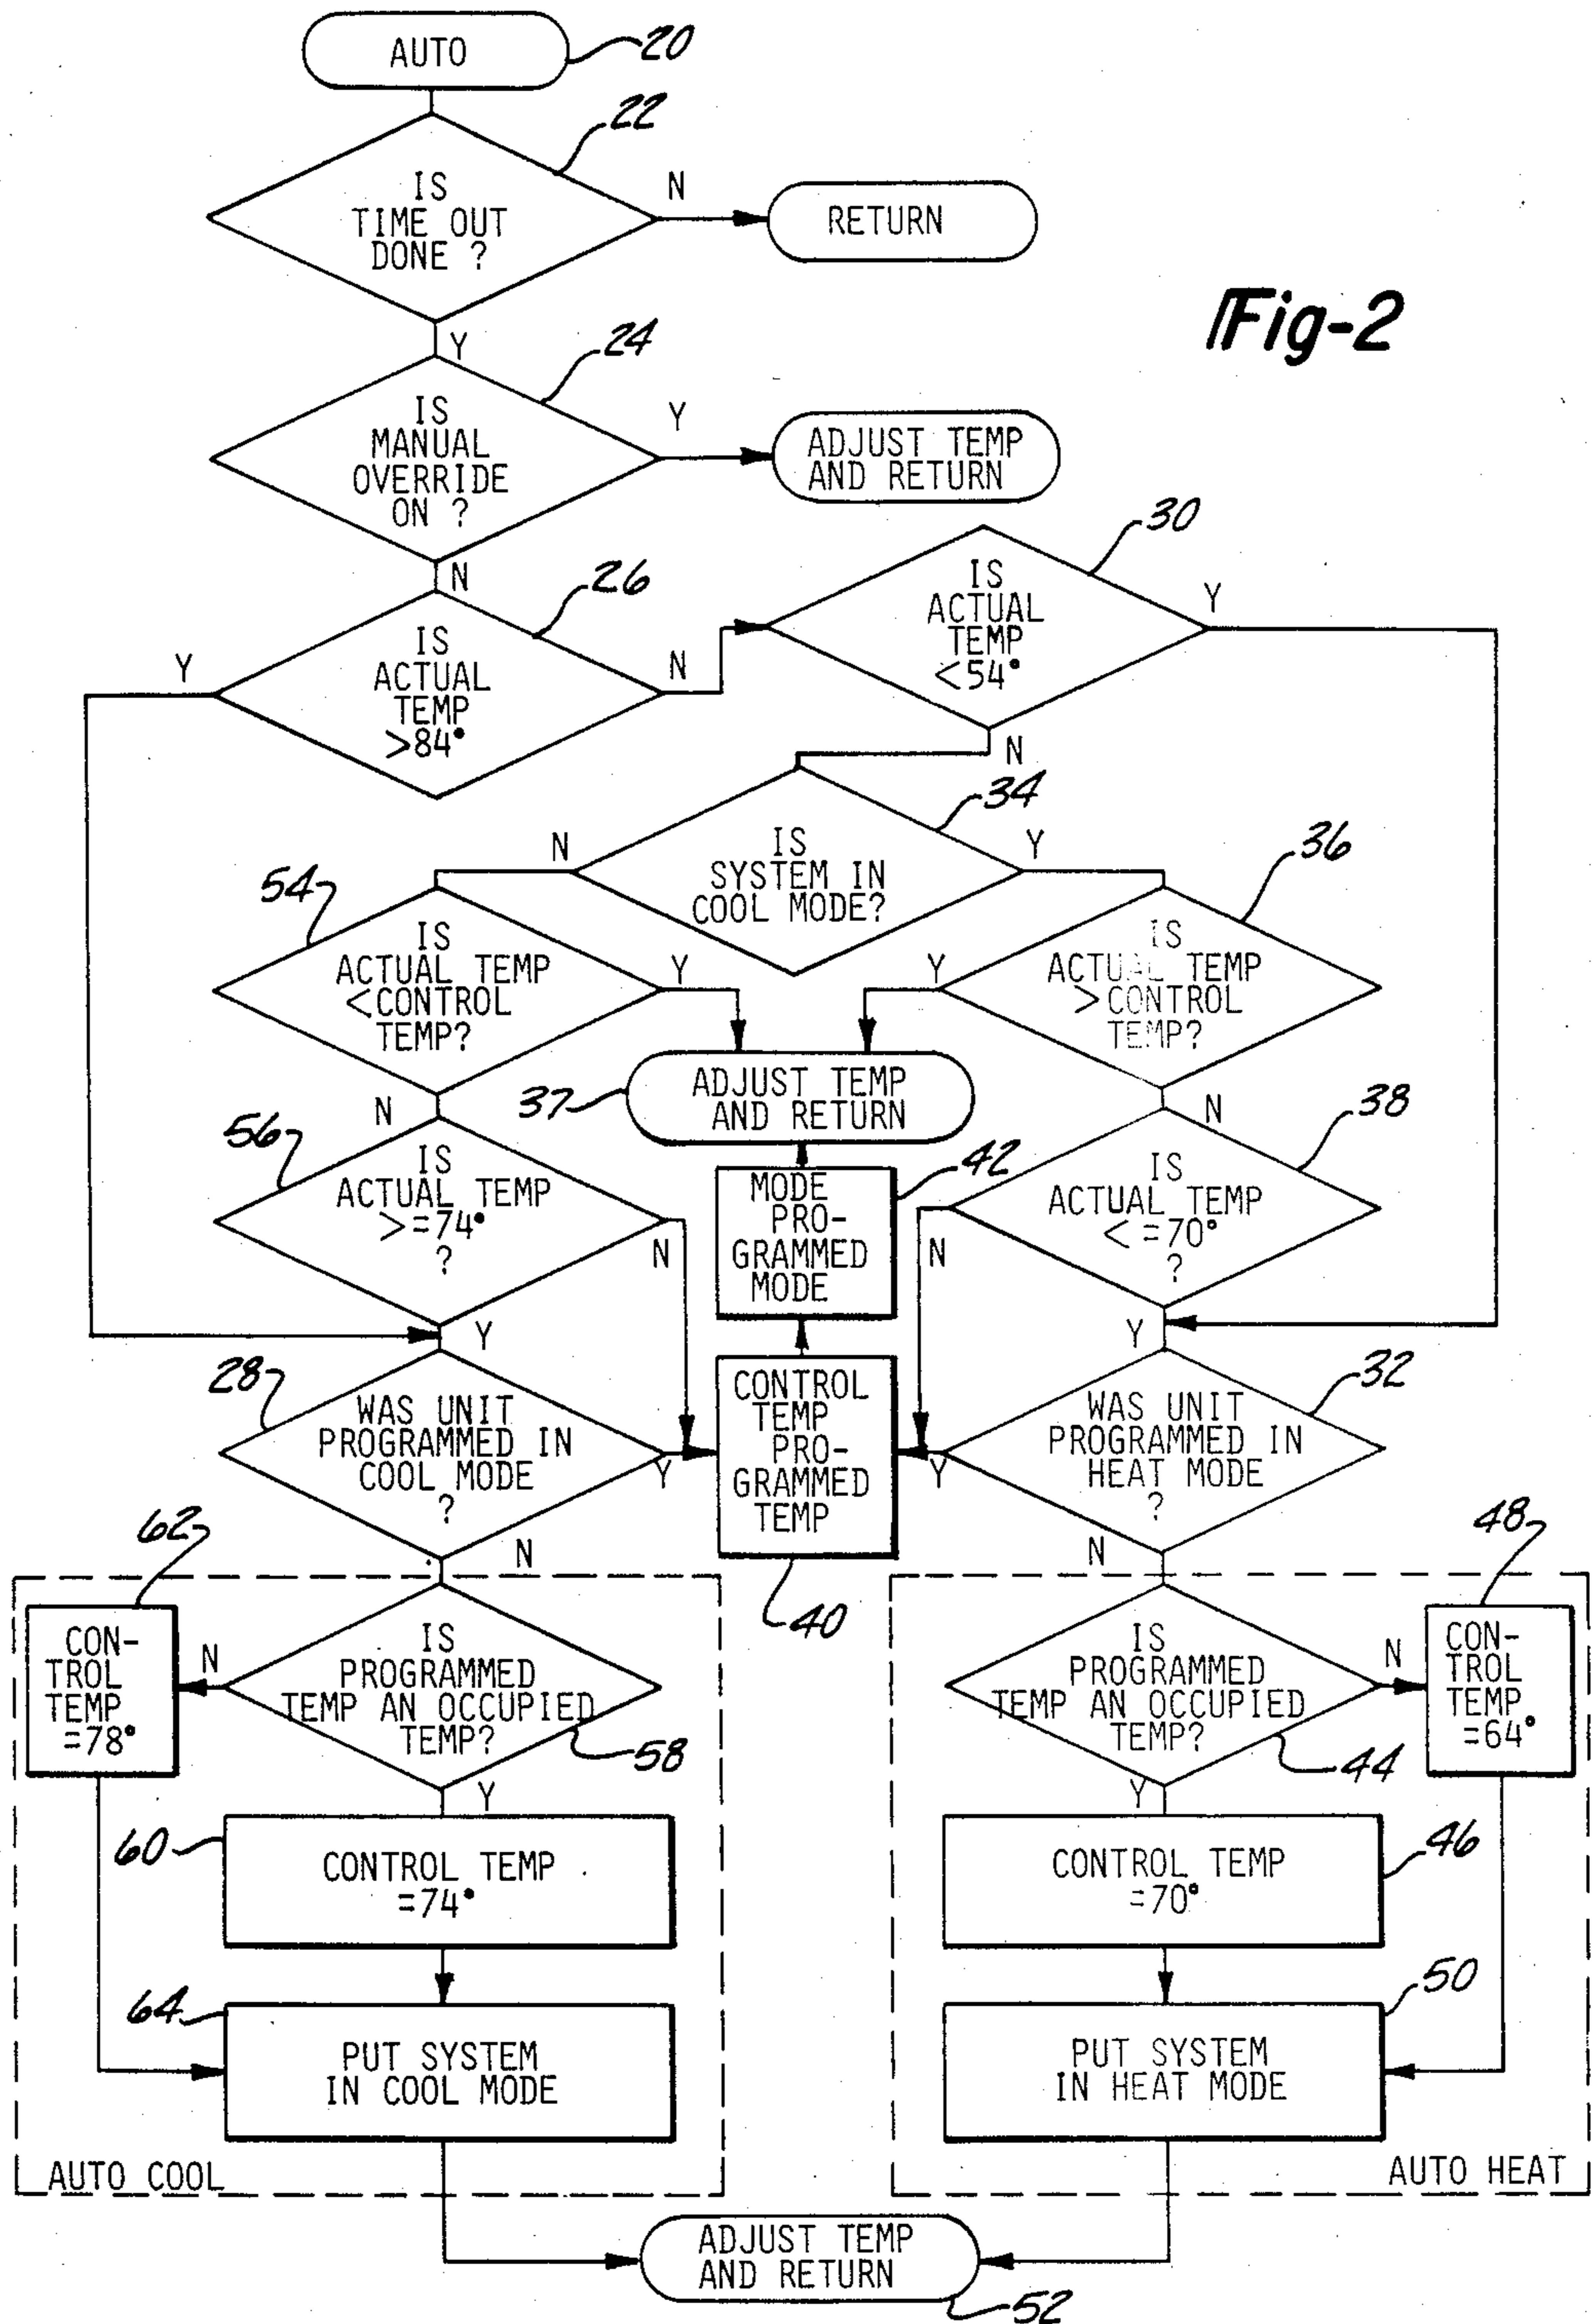 AUTO
20
22
IS
TIME OUT
DONE ?
N
RETURN
Fig-2
Y
24
IS
MANUAL
OVERRIDE
ON ?
Y
ADJUST TEMP
AND RETURN
N
26
IS
ACTUAL
TEMP
>84°
Y
N
30
IS
ACTUAL
TEMP
<54°
Y
N
34
IS
SYSTEM IN
COOL MODE?
N
Y
54
IS
ACTUAL TEMP
<CONTROL
TEMP?
Y
N
36
IS
ACTUAL TEMP
>CONTROL
TEMP?
Y
N
37
ADJUST TEMP
AND RETURN
56
IS
ACTUAL TEMP
>=74°
?
N
Y
42
MODE
PRO-
GRAMMED
MODE
38
IS
ACTUAL TEMP
<=70°
?
N
Y
28
WAS UNIT
PROGRAMMED IN
COOL MODE
?
Y
N
CONTROL
TEMP
PRO-
GRAMMED
TEMP
40
32
WAS UNIT
PROGRAMMED IN
HEAT MODE
?
Y
N
62
CON-
TROL
TEMP
=78°
N
IS
PROGRAMMED
TEMP AN OCCUPIED
TEMP?
58
Y
48
CON-
TROL
TEMP
=64°
N
IS
PROGRAMMED
TEMP AN OCCUPIED
TEMP?
44
Y
60
CONTROL TEMP
=74°
CONTROL TEMP
=70°
46
64
PUT SYSTEM
IN COOL MODE
PUT SYSTEM
IN HEAT MODE
50
AUTO COOL
AUTO HEAT
ADJUST TEMP
AND RETURN
52